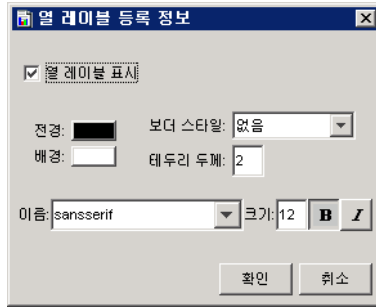 열 레이블 등록 정보
열 레이블 표시
전경:
보더 스타일: 없음
배경:
테두리 두께: 2
이름: sansserif 크기: 12 B I
확인 취소